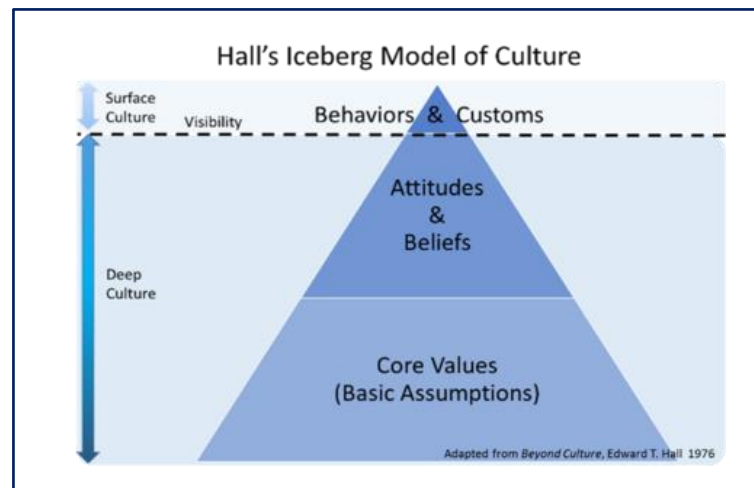 Hall's Iceberg Model of Culture
Surface
Culture
Visibility
Behaviors & Customs
Attitudes
&
Beliefs
Deep
Culture
Core Values
(Basic Assumptions)
Adapted from Beyond Culture, Edward T. Hall 1976